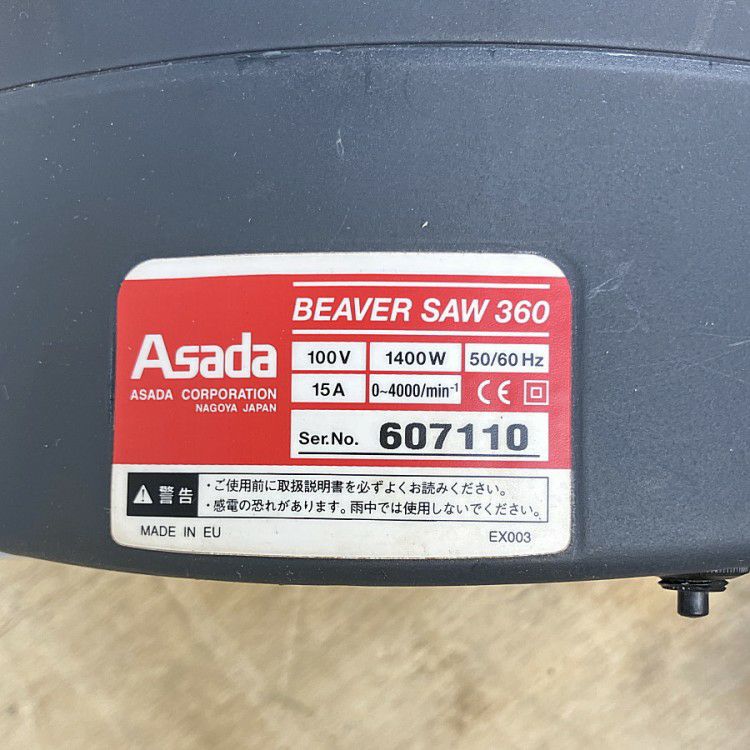 Asada
ASADA CORPORATION
NAGOYA JAPAN
BEAVER SAW 360
100V 1400W 50/60Hz
15A 0~4000/min⁻¹ CE
Ser.No. 607110
警告
・ご使用前に取扱説明書を必ずよくお読みください。
・感電の恐れがあります。雨中では使用しないでください。
MADE IN EU EX003